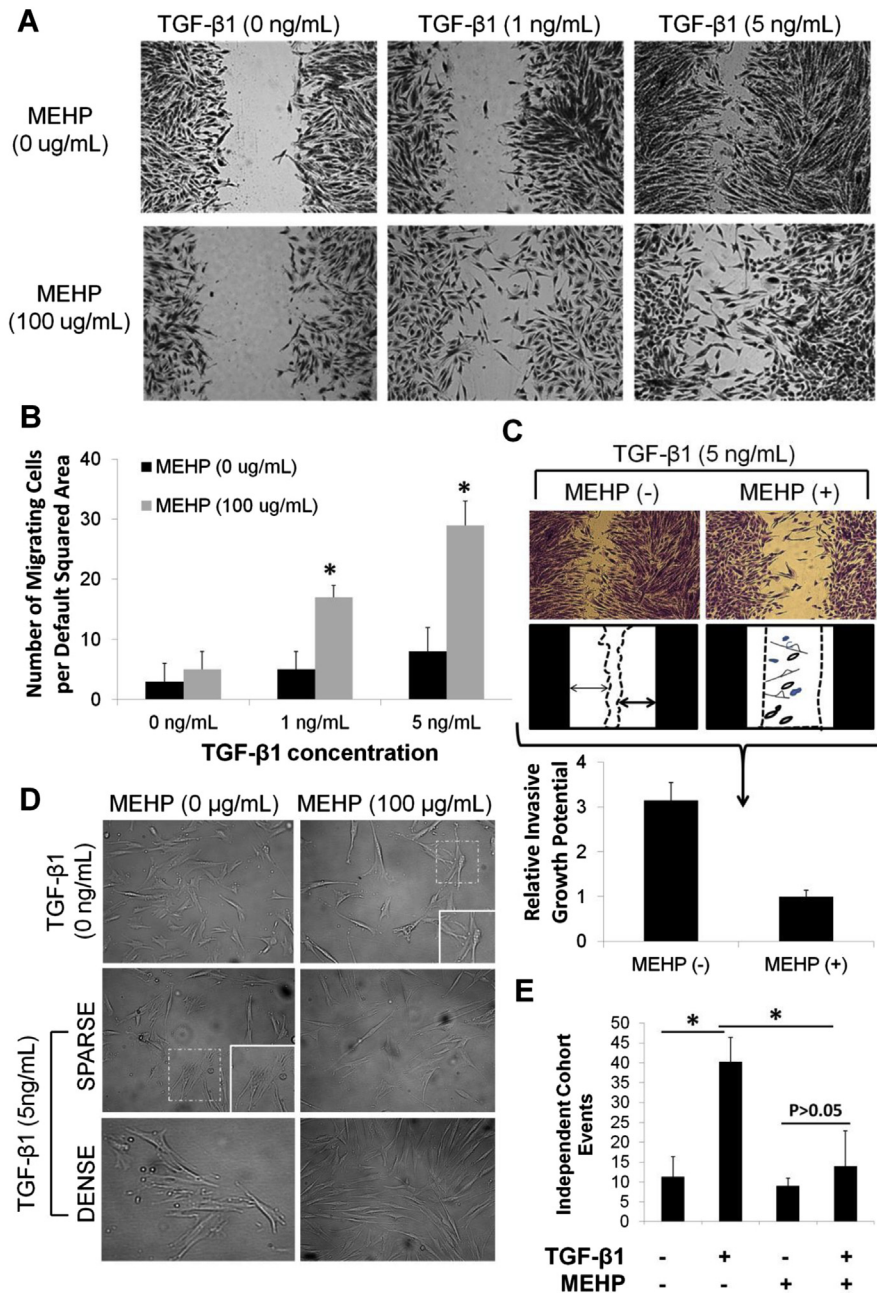 A
TGF-β1 (0 ng/mL)
TGF-β1 (1 ng/mL)
TGF-β1 (5 ng/mL)
MEHP
(0 ug/mL)
MEHP
(100 ug/mL)
B
Number of Migrating Cells
per Default Squared Area
40
30
20
10
0
MEHP (0 ug/mL)
MEHP (100 ug/mL)
*
*
0 ng/mL
1 ng/mL
5 ng/mL
TGF-β1 concentration
C
TGF-β1 (5 ng/mL)
MEHP (-)
MEHP (+)
Relative Invasive
Growth Potential
4
3
2
1
0
MEHP (-)
MEHP (+)
D
MEHP (0 µg/mL)
MEHP (100 µg/mL)
TGF-β1
(0 ng/mL)
TGF-β1 (5ng/mL)
SPARSE
DENSE
E
Independent Cohort
Events
50
45
40
35
30
25
20
15
10
5
0
*
*
P>0.05
TGF-β1 - + - +
MEHP - - + +